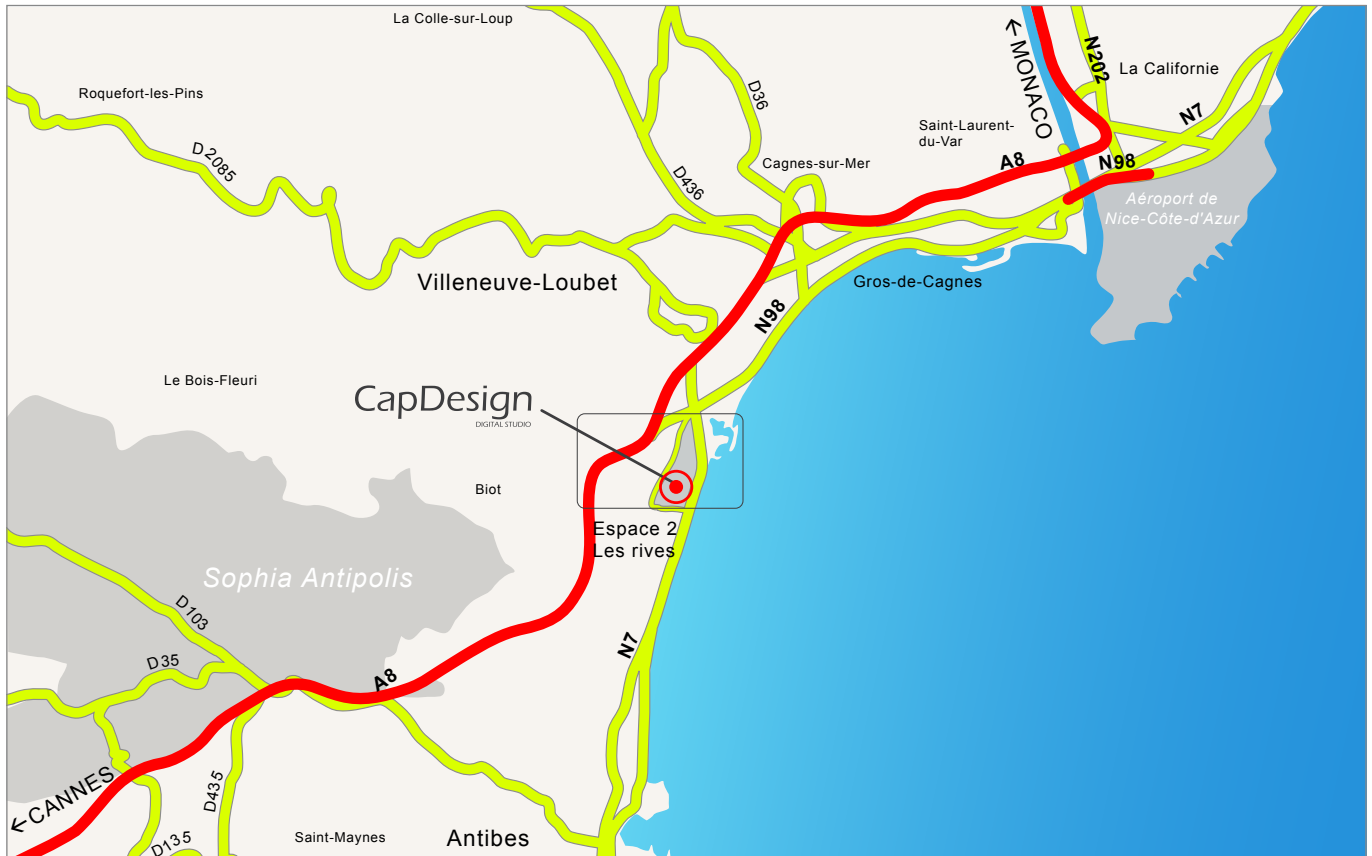 La Colle-sur-Loup
Roquefort-les-Pins
D 2085
D36
D436
Cagnes-sur-Mer
Saint-Laurent-
du-Var
←MONACO
N202
La Californie
N7
A8
N98
Aéroport de
Nice-Côte-d'Azur
Villeneuve-Loubet
Gros-de-Cagnes
N98
Le Bois-Fleuri
CapDesign
DIGITAL STUDIO
Biot
Espace 2
Les rives
Sophia Antipolis
D103
D35
A8
N7
←CANNES
D435
D135
Saint-Maynes
Antibes